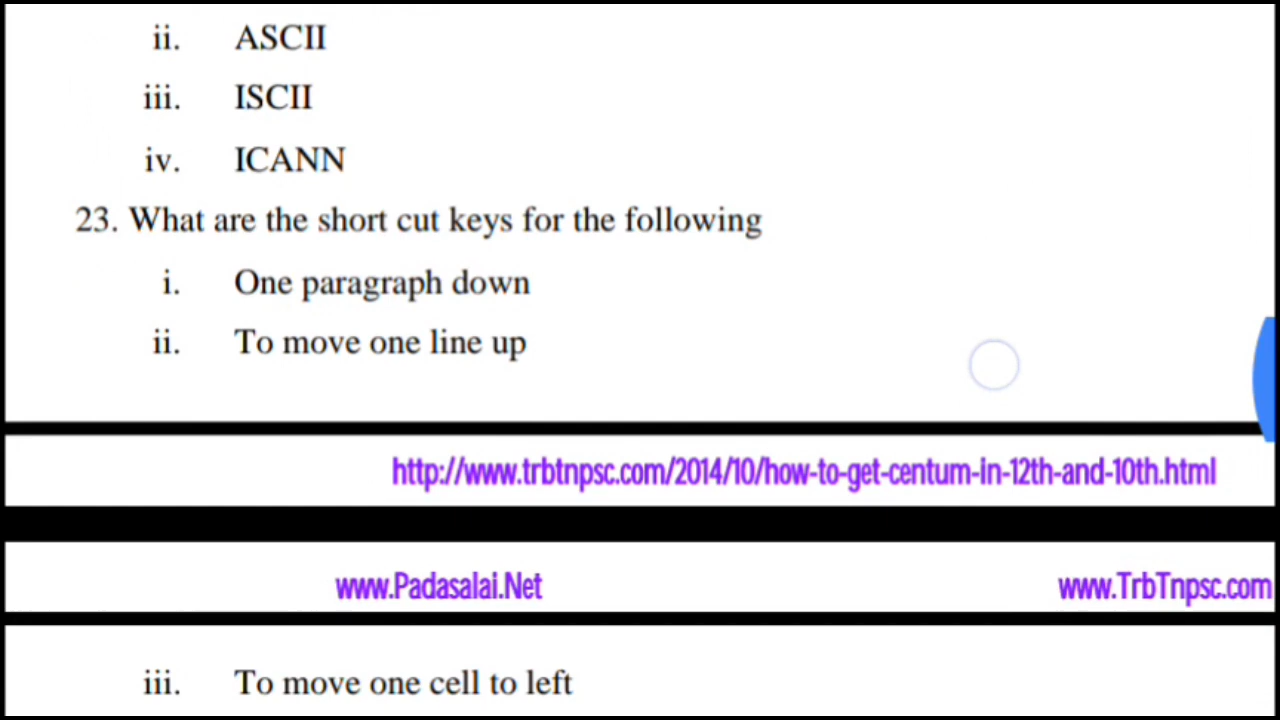 ii. ASCII
iii. ISCII
iv. ICANN
23. What are the short cut keys for the following
i. One paragraph down
ii. To move one line up
http://www.trbtnpsc.com/2014/10/how-to-get-centum-in-12th-and-10th.html
www.Padasalai.Net www.TrbTnpsc.com
iii. To move one cell to left